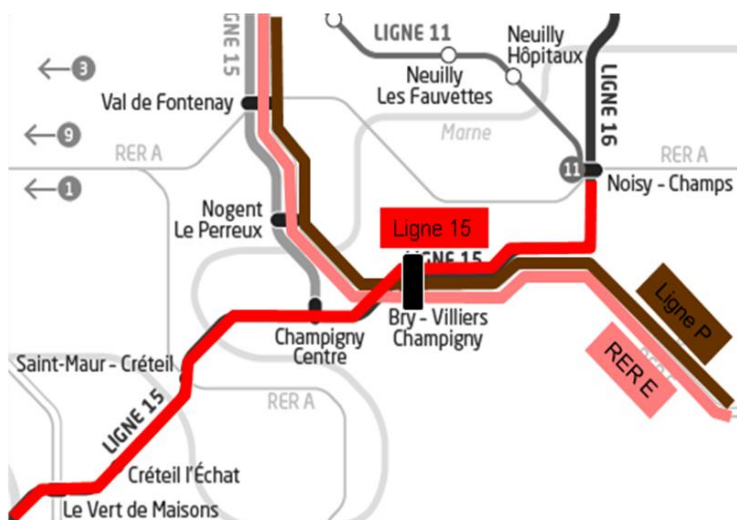 LIGNE 15
LIGNE 11
Neuilly
Hôpitaux
Neuilly
Les Fauvettes
LIGNE 16
3
Val de Fontenay
9
RER A
Marne
11
RER A
1
Noisy - Champs
Nogent
Le Perreux
Ligne 15
LIGNE 15
Bry - Villiers
Champigny
Ligne P
RER E
Champigny
Centre
Saint-Maur - Créteil
RER A
LIGNE 15
Créteil l'Échat
Le Vert de Maisons